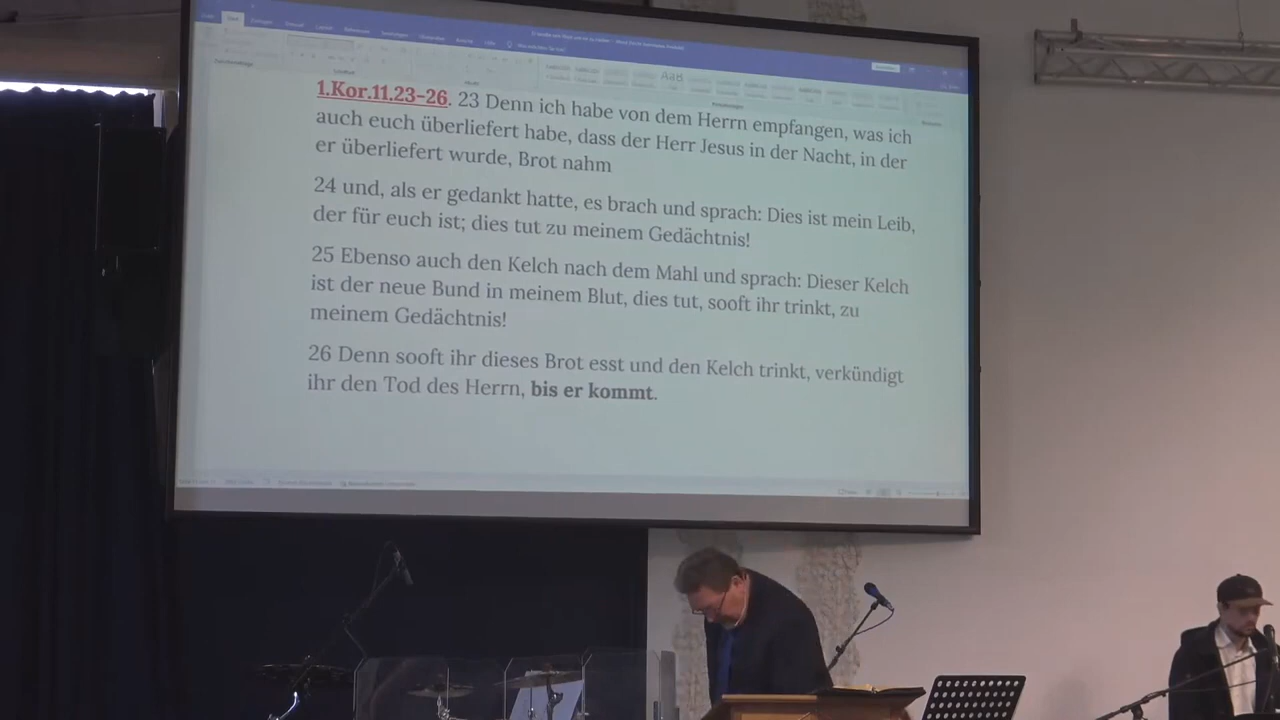 AaB
1.Kor.11.23-26. 23 Denn ich habe von dem Herrn empfangen, was ich
auch euch überliefert habe, dass der Herr Jesus in der Nacht, in der
er überliefert wurde, Brot nahm
24 und, als er gedankt hatte, es brach und sprach: Dies ist mein Leib,
der für euch ist; dies tut zu meinem Gedächtnis!
25 Ebenso auch den Kelch nach dem Mahl und sprach: Dieser Kelch
ist der neue Bund in meinem Blut, dies tut, sooft ihr trinkt, zu
meinem Gedächtnis!
26 Denn sooft ihr dieses Brot esst und den Kelch trinkt, verkündigt
ihr den Tod des Herrn, bis er kommt.